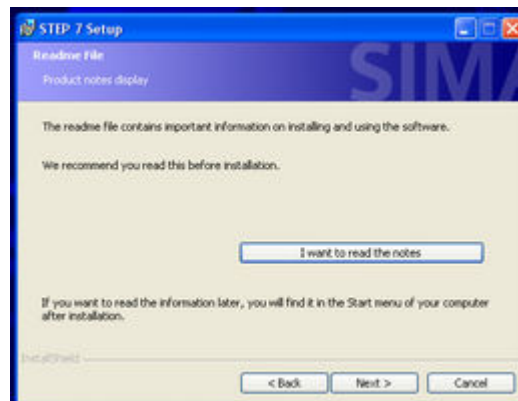 STEP 7 Setup
Readme File
Product notes display
SIMA
The readme file contains important information on installing and using the software.
We recommend you read this before installation.
I want to read the notes
If you want to read the information later, you will find it in the Start menu of your computer
after installation.
InstallShield
< Back
Next >
Cancel